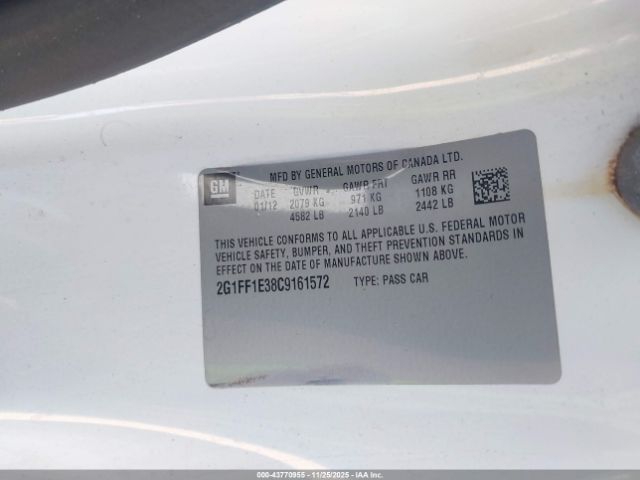 MFD BY GENERAL MOTORS OF CANADA LTD.
GM
DATE GVWR GAWR FRT GAWR RR
01/12 2079 KG 971 KG 1108 KG
4582 LB 2140 LB 2442 LB
THIS VEHICLE CONFORMS TO ALL APPLICABLE U.S. FEDERAL MOTOR
VEHICLE SAFETY, BUMPER, AND THEFT PREVENTION STANDARDS IN
EFFECT ON THE DATE OF MANUFACTURE SHOWN ABOVE.
2G1FF1E38C9161572 TYPE: PASS CAR
000-43770955 - 11/25/2025 - © IAA Holdings, LLC